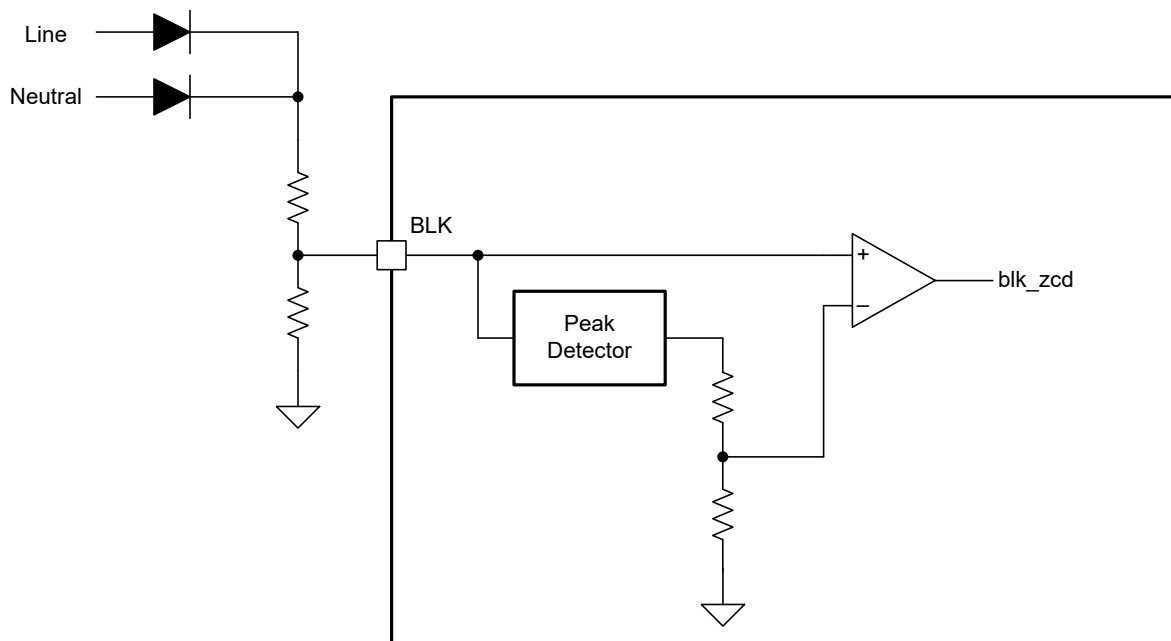 Line
Neutral
BLK
+
−
blk_zcd
Peak
Detector